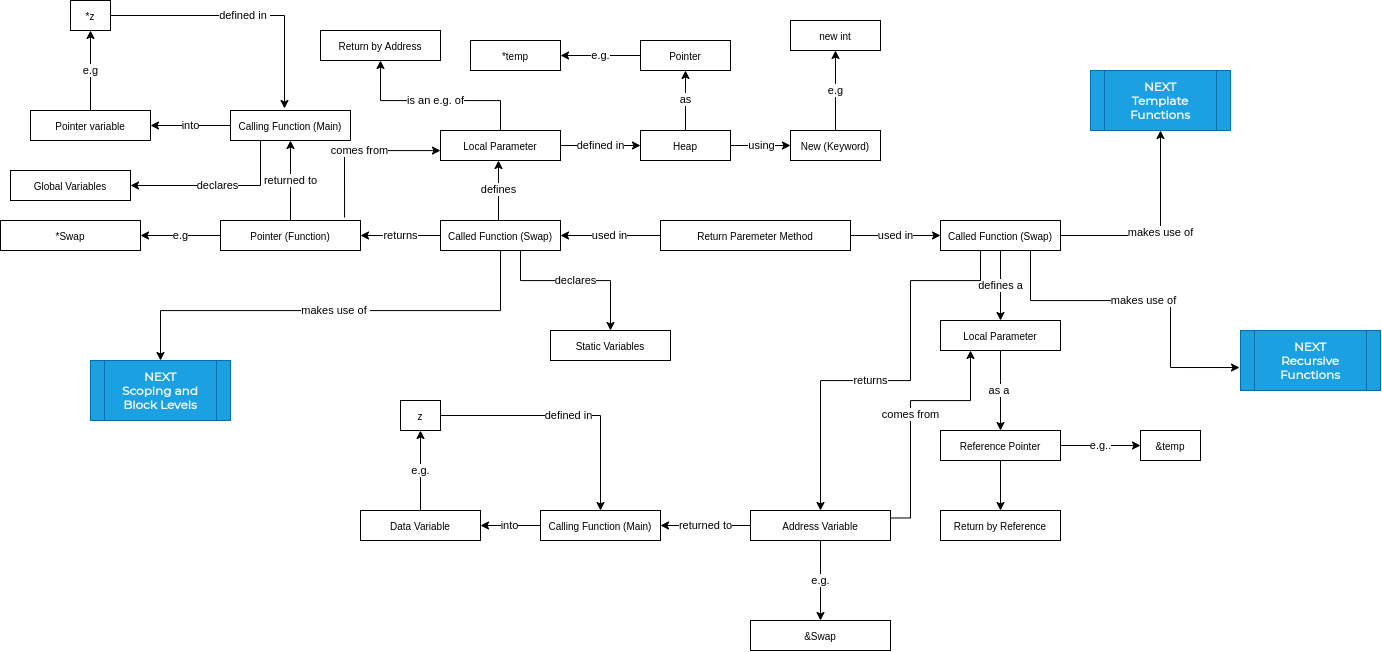 *z
defined in
Return by Address
*temp
e.g.
Pointer
new int
e.g
as
e.g
NEXT
Template
Functions
is an e.g. of
Pointer variable
into
Calling Function (Main)
comes from
Local Parameter
defined in
Heap
using
New (Keyword)
Global Variables
declares
returned to
defines
*Swap
e.g
Pointer (Function)
returns
Called Function (Swap)
used in
Return Paremeter Method
used in
Called Function (Swap)
makes use of
declares
defines a
makes use of
makes use of
Static Variables
Local Parameter
NEXT
Recursive
Functions
NEXT
Scoping and
Block Levels
returns
as a
comes from
z
defined in
Reference Pointer
e.g..
&temp
e.g.
Data Variable
into
Calling Function (Main)
returned to
Address Variable
Return by Reference
e.g.
&Swap